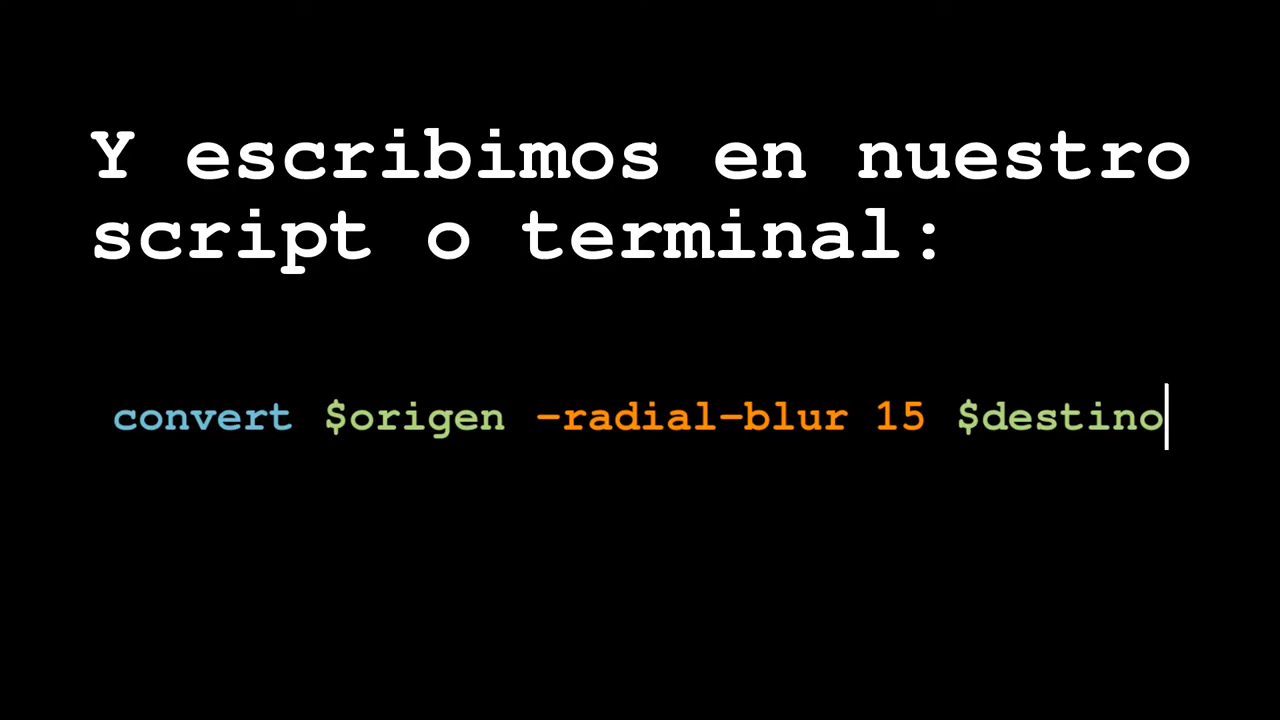 Y escribimos en nuestro
script o terminal:
convert $origen -radial-blur 15 $destino